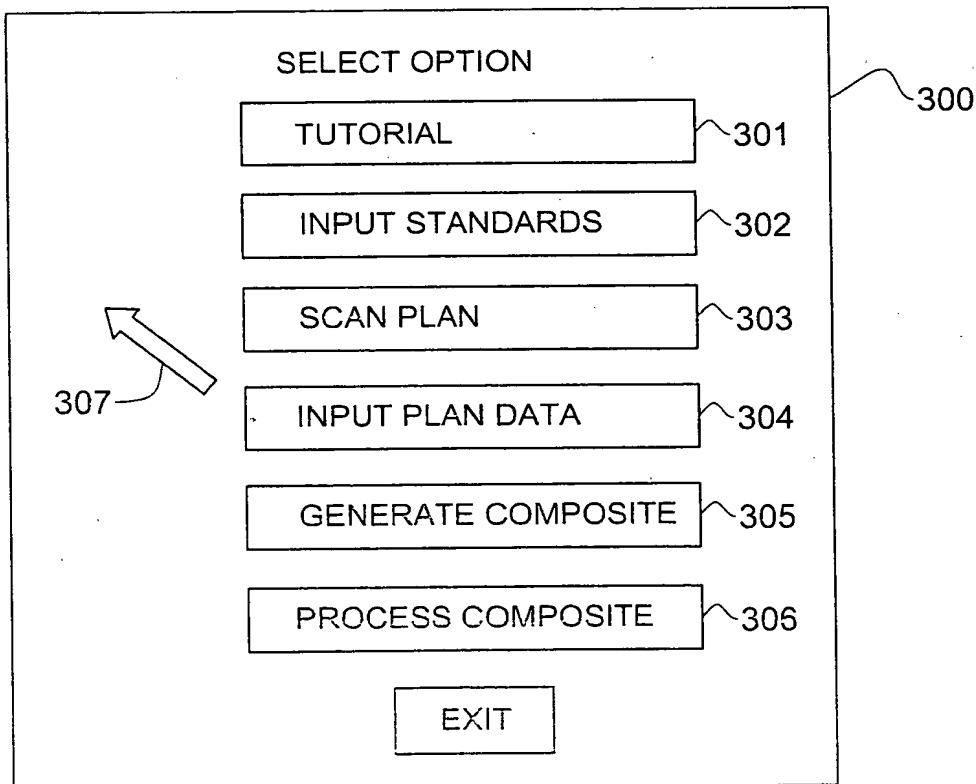 SELECT OPTION
300
TUTORIAL 301
INPUT STANDARDS 302
SCAN PLAN 303
307
INPUT PLAN DATA 304
GENERATE COMPOSITE 305
PROCESS COMPOSITE 306
EXIT